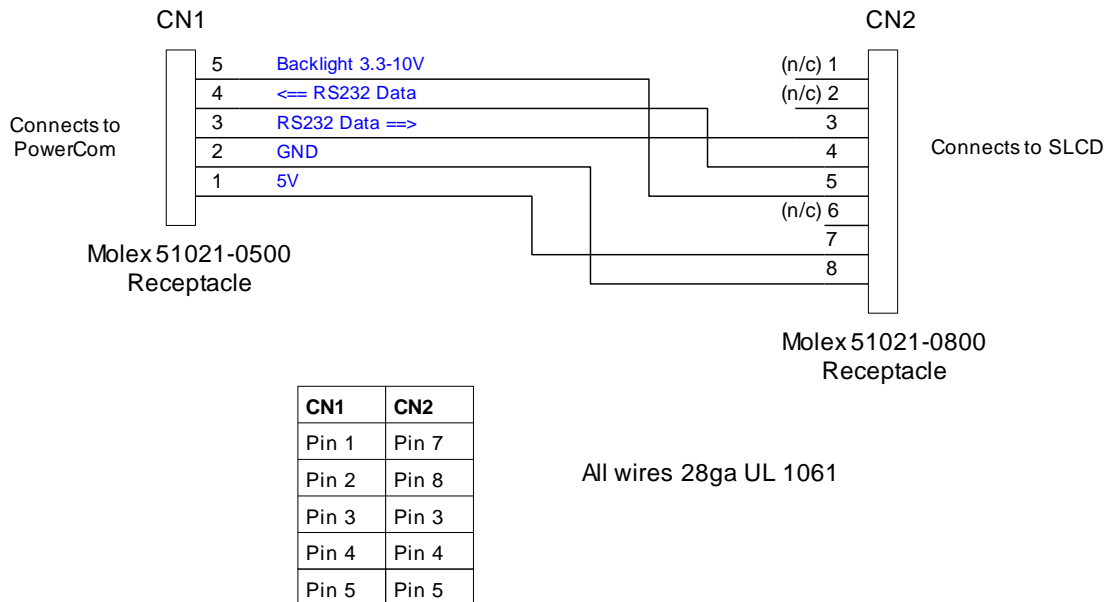 CN1
CN2
5 Backlight 3.3-10V
4 <== RS232 Data
3 RS232 Data ==>
2 GND
1 5V
Connects to
PowerCom
Molex 51021-0500
Receptacle
(n/c) 1
(n/c) 2
3
4
5
(n/c) 6
7
8
Connects to SLCD
Molex 51021-0800
Receptacle
CN1 CN2
Pin 1 Pin 7
Pin 2 Pin 8
Pin 3 Pin 3
Pin 4 Pin 4
Pin 5 Pin 5
All wires 28ga UL 1061